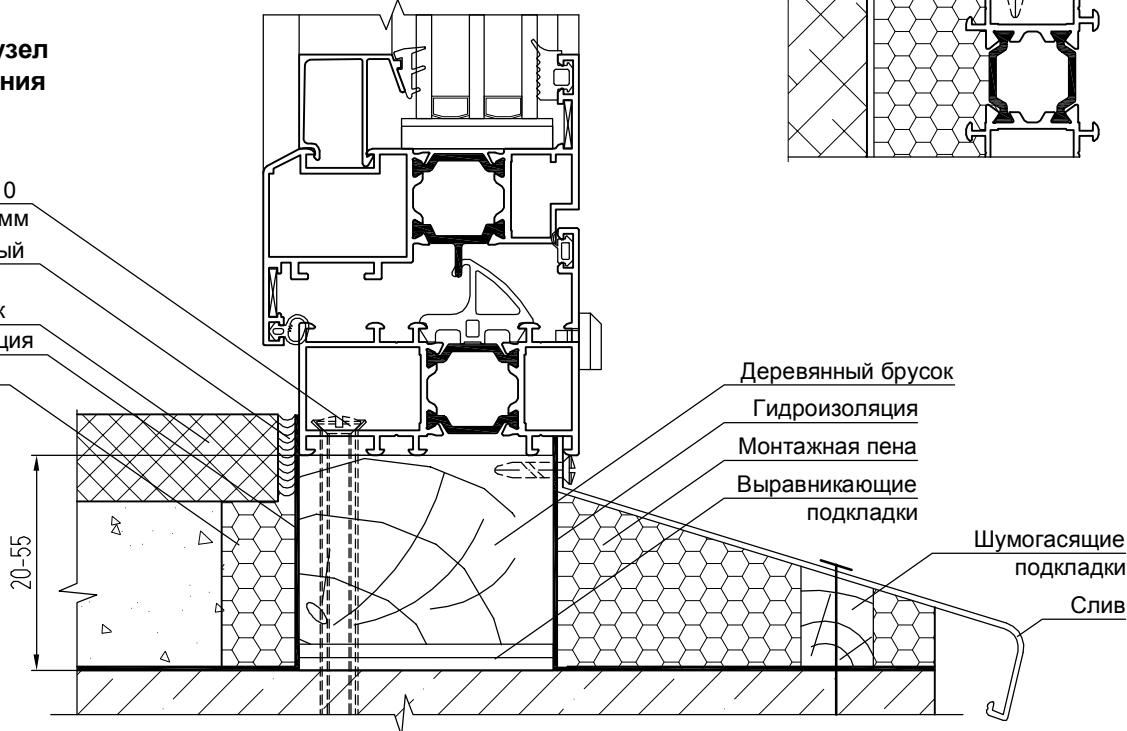 узел
ния
0
мм
ый
к
ция
20-55
Деревянный брусок
Гидроизоляция
Монтажная пена
Выравникающие
подкладки
Шумогасящие
подкладки
Слив